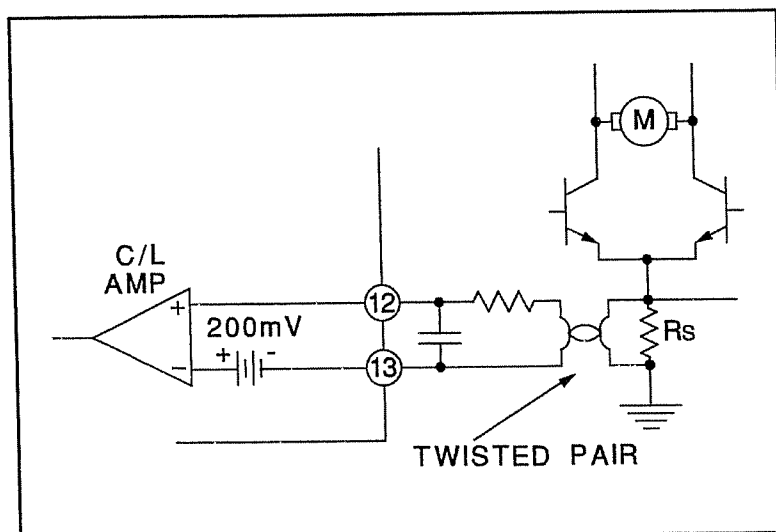 M
C/L
AMP
+
200mV
12
+
-
-
13
Rs
TWISTED PAIR